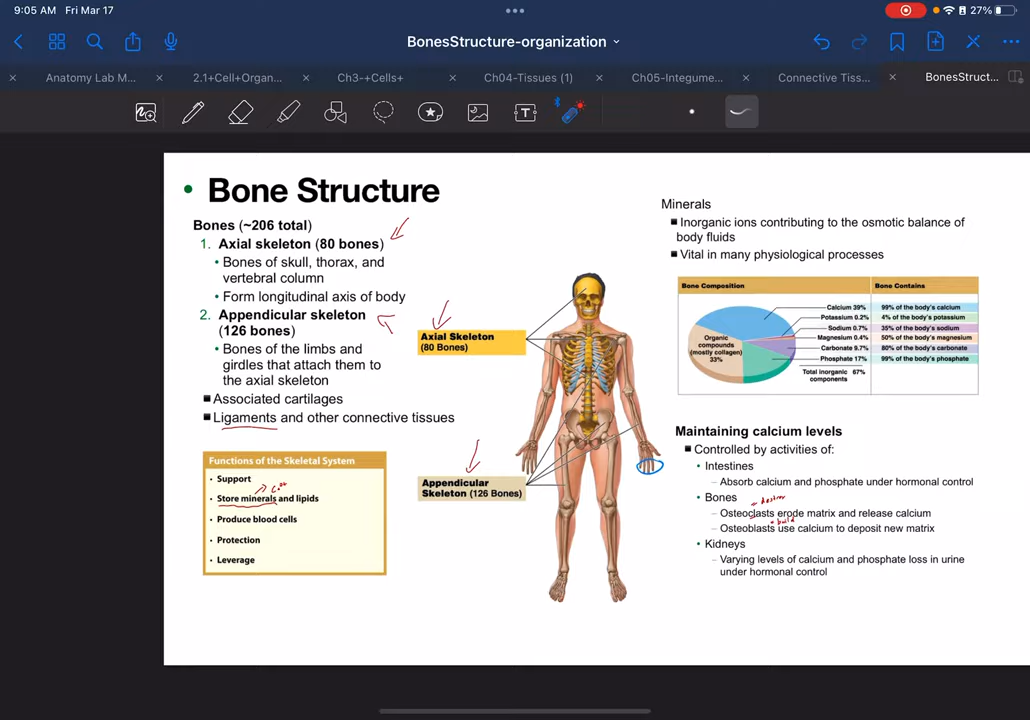 9:05 AM Fri Mar 17
27%
BonesStructure-organization
Anatomy Lab M...
2.1+Cell+Organ...
Ch3-+Cells+
Ch04-Tissues (1)
Ch05-Integume...
Connective Tiss...
BonesStruct...
• Bone Structure
Bones (~206 total)
1. Axial skeleton (80 bones)
• Bones of skull, thorax, and
vertebral column
• Form longitudinal axis of body
2. Appendicular skeleton
(126 bones)
• Bones of the limbs and
girdles that attach them to
the axial skeleton
■ Associated cartilages
■ Ligaments and other connective tissues
Functions of the Skeletal System
• Support
• Store minerals and lipids
• Produce blood cells
• Protection
• Leverage
Axial Skeleton
(80 Bones)
Appendicular
Skeleton (126 Bones)
Minerals
■ Inorganic ions contributing to the osmotic balance of
body fluids
■ Vital in many physiological processes
Bone Composition
Bone Contains
Organic
compounds
(mostly collagen)
33%
Calcium 39% 99% of the body's calcium
Potassium 0.2% 4% of the body's potassium
Sodium 0.7% 35% of the body's sodium
Magnesium 0.4% 50% of the body's magnesium
Carbonate 9.7% 80% of the body's carbonate
Phosphate 17% 99% of the body's phosphate
Total inorganic 67%
components
Maintaining calcium levels
■ Controlled by activities of:
• Intestines
– Absorb calcium and phosphate under hormonal control
• Bones
destroy
– Osteoclasts erode matrix and release calcium
build
– Osteoblasts use calcium to deposit new matrix
• Kidneys
– Varying levels of calcium and phosphate loss in urine
under hormonal control